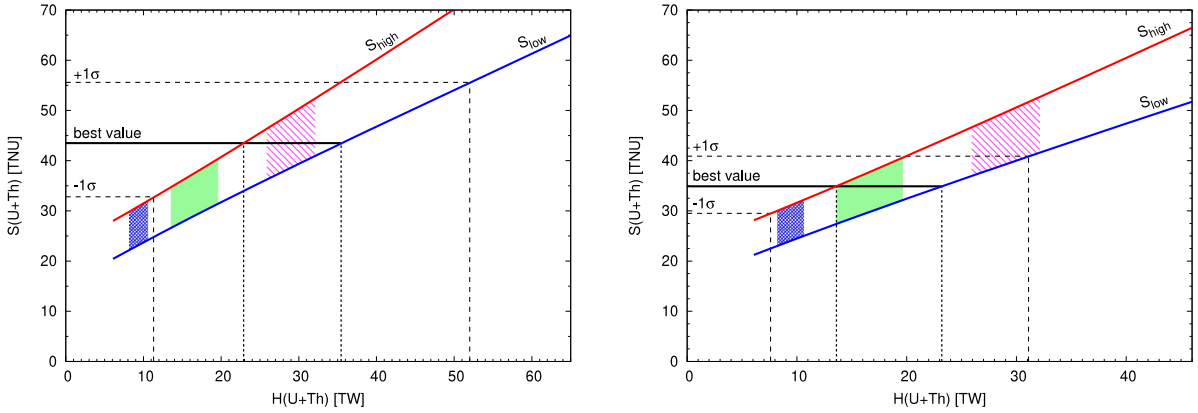 70
60
50
40
30
20
10
0
S(U+Th) [TNU]
+1σ
best value
-1σ
S_high
S_low
0 10 20 30 40 50 60
H(U+Th) [TW]
70
60
50
40
30
20
10
0
S(U+Th) [TNU]
+1σ
best value
-1σ
S_high
S_low
0 10 20 30 40
H(U+Th) [TW]